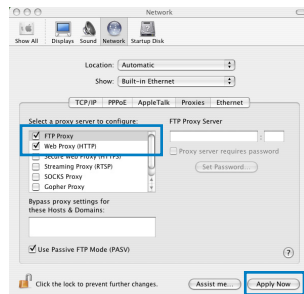 Network
Show All
Displays
Sound
Network
Startup Disk
Location: Automatic
Show: Built-in Ethernet
TCP/IP
PPPoE
AppleTalk
Proxies
Ethernet
Select a proxy server to configure:
FTP Proxy Server
FTP Proxy
Web Proxy (HTTP)
Secure Web Proxy (HTTPS)
Streaming Proxy (RTSP)
SOCKS Proxy
Gopher Proxy
:
Proxy server requires password
Set Password...
Bypass proxy settings for
these Hosts & Domains:
Use Passive FTP Mode (PASV)
?
Click the lock to prevent further changes.
Assist me...
Apply Now